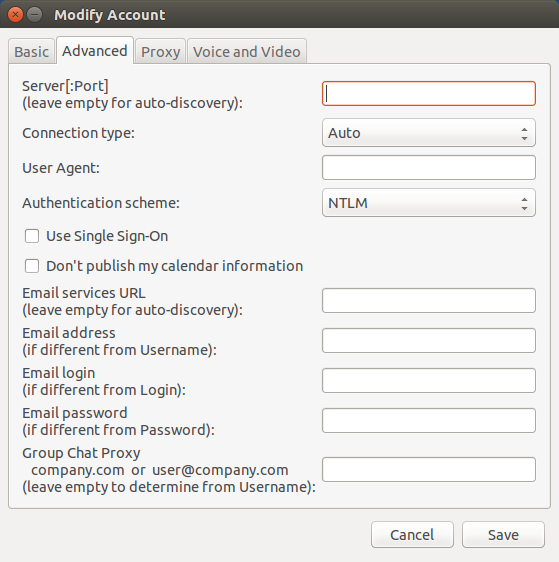 Modify Account
Basic Advanced Proxy Voice and Video
Server[:Port]
(leave empty for auto-discovery):
Connection type: Auto
User Agent:
Authentication scheme: NTLM
Use Single Sign-On
Don't publish my calendar information
Email services URL
(leave empty for auto-discovery):
Email address
(if different from Username):
Email login
(if different from Login):
Email password
(if different from Password):
Group Chat Proxy
company.com or user@company.com
(leave empty to determine from Username):
Cancel Save